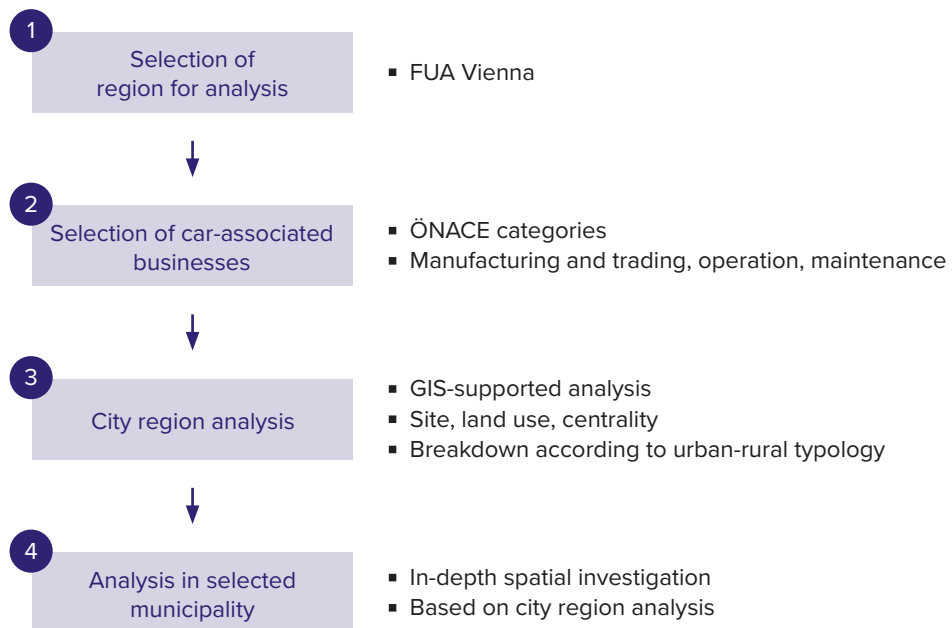 1
Selection of
region for analysis
▪ FUA Vienna
2
Selection of car-associated
businesses
▪ ÖNACE categories
▪ Manufacturing and trading, operation, maintenance
3
City region analysis
▪ GIS-supported analysis
▪ Site, land use, centrality
▪ Breakdown according to urban-rural typology
4
Analysis in selected
municipality
▪ In-depth spatial investigation
▪ Based on city region analysis